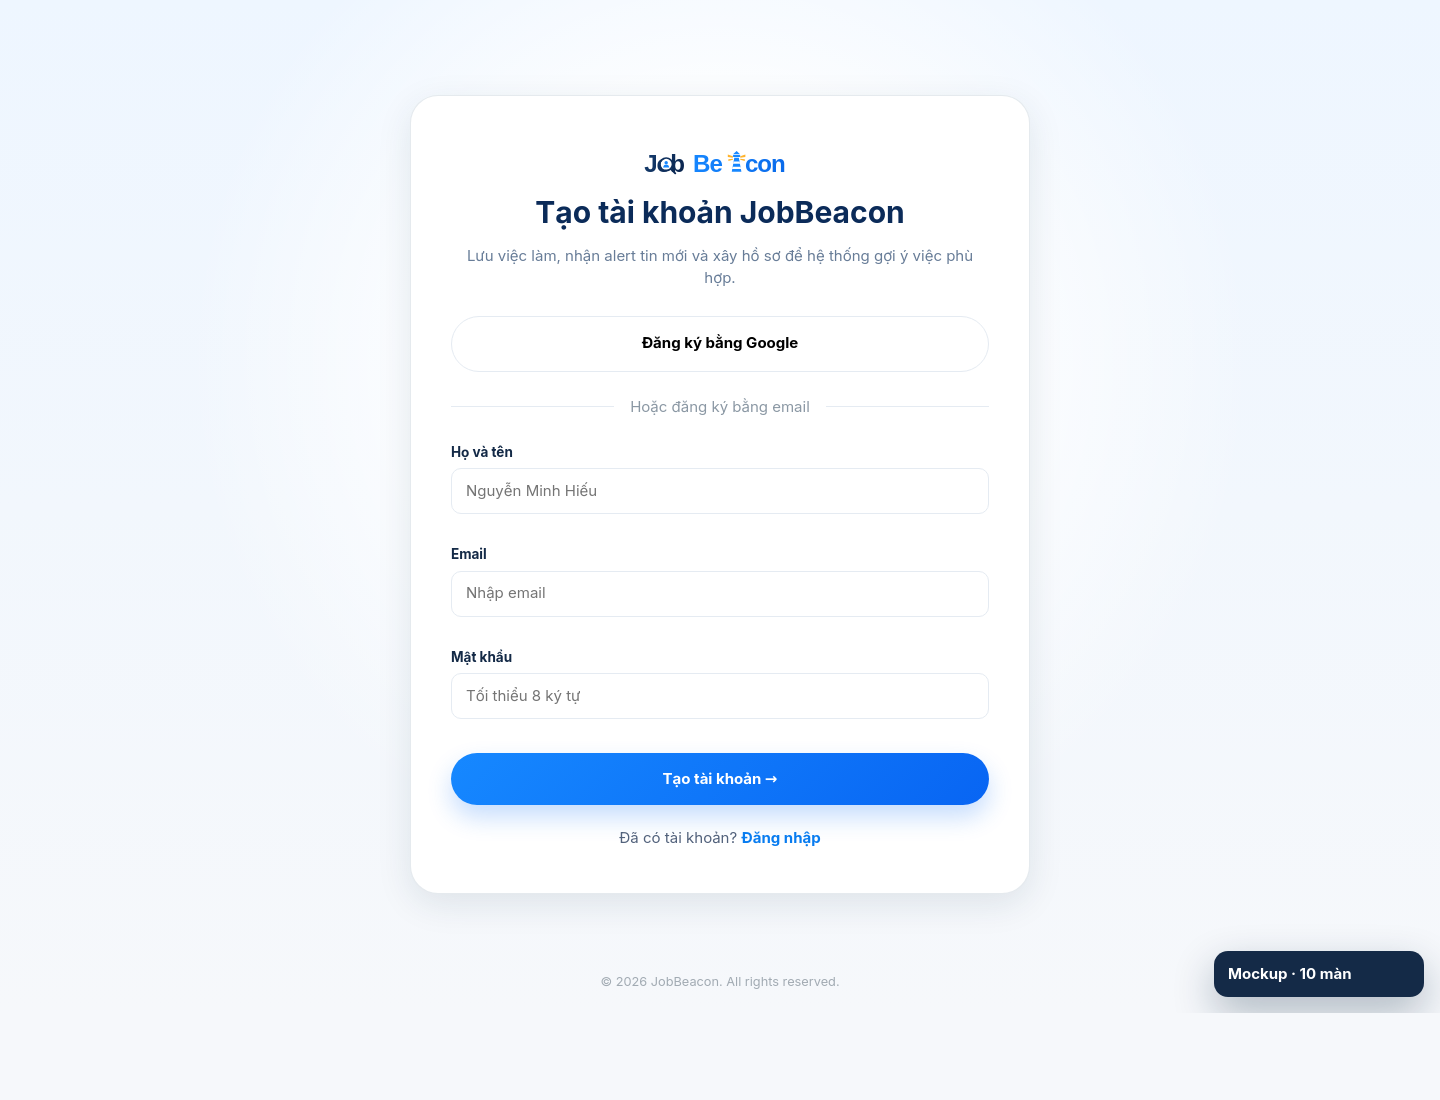 Job Beacon
Tạo tài khoản JobBeacon
Lưu việc làm, nhận alert tin mới và xây hồ sơ để hệ thống gợi ý việc phù
hợp.
Đăng ký bằng Google
Hoặc đăng ký bằng email
Họ và tên
Nguyễn Minh Hiếu
Email
Nhập email
Mật khẩu
Tối thiểu 8 ký tự
Tạo tài khoản →
Đã có tài khoản? Đăng nhập
© 2026 JobBeacon. All rights reserved.
Mockup · 10 màn